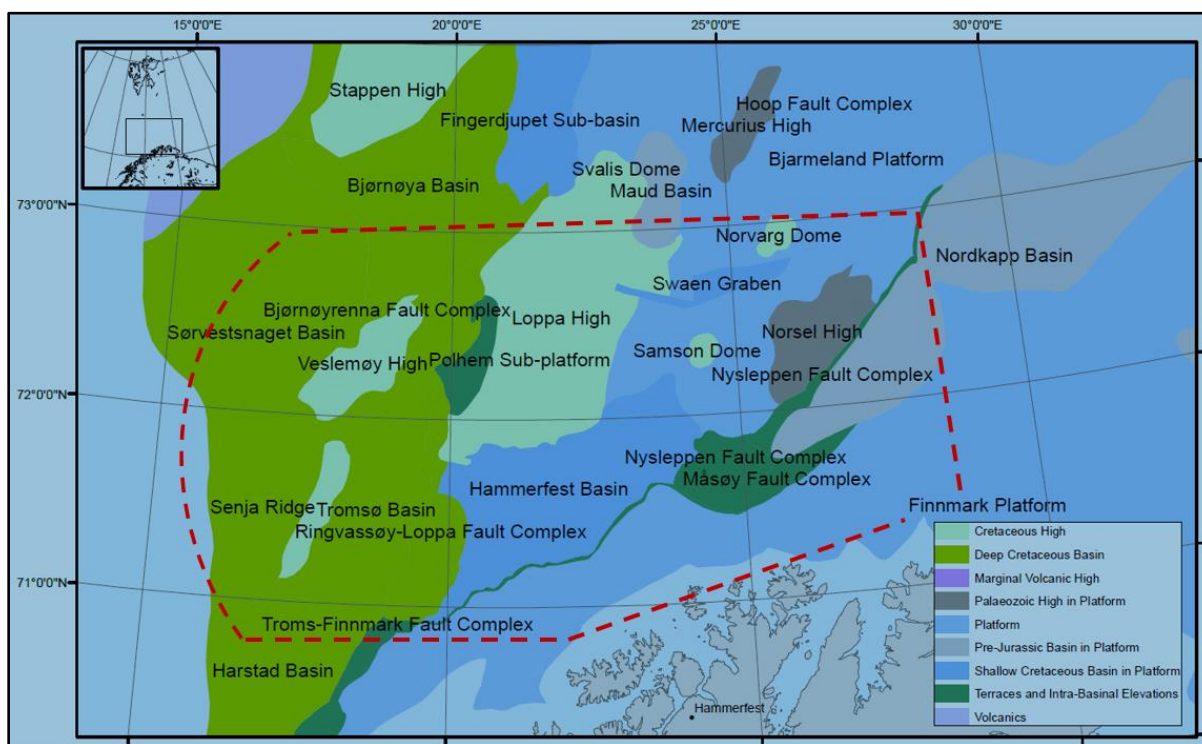 15°0'0"E
20°0'0"E
25°0'0"E
30°0'0"E
Stappen High
Hoop Fault Complex
Fingerdjupet Sub-basin
Mercurius High
Bjarmeland Platform
Svalis Dome
Bjørnøya Basin
Maud Basin
73°0'0"N
Norvarg Dome
Nordkapp Basin
Swaen Graben
Bjørnøyrenna Fault Complex
Loppa High
Sørvestsnaget Basin
Norsel High
Samson Dome
Veslemøy High
Polhem Sub-platform
Nysleppen Fault Complex
72°0'0"N
Nysleppen Fault Complex
Måsøy Fault Complex
Hammerfest Basin
Senja Ridge
Tromsø Basin
Finnmark Platform
Ringvassøy-Loppa Fault Complex
71°0'0"N
Troms-Finnmark Fault Complex
Harstad Basin
Hammerfest
Cretaceous High
Deep Cretaceous Basin
Marginal Volcanic High
Palaeozoic High in Platform
Platform
Pre-Jurassic Basin in Platform
Shallow Cretaceous Basin in Platform
Terraces and Intra-Basinal Elevations
Volcanics